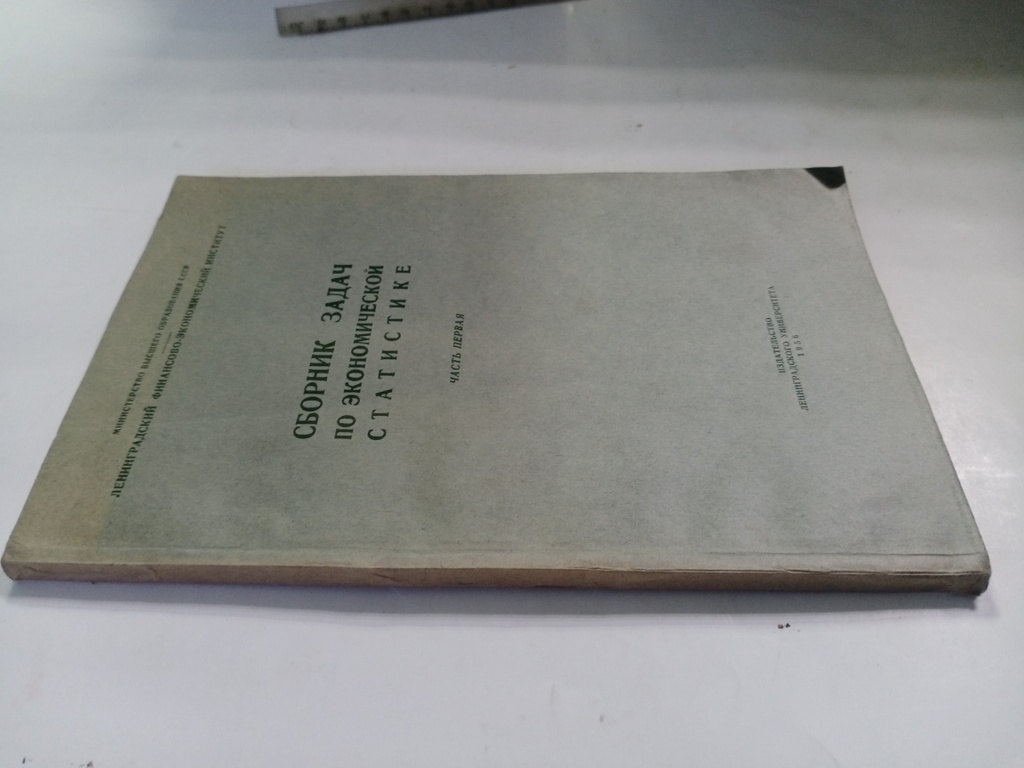 МИНИСТЕРСТВО ВЫСШЕГО ОБРАЗОВАНИЯ СССР
ЛЕНИНГРАДСКИЙ ФИНАНСОВО-ЭКОНОМИЧЕСКИЙ ИНСТИТУТ
СБОРНИК ЗАДАЧ
ПО ЭКОНОМИЧЕСКОЙ
СТАТИСТИКЕ
ЧАСТЬ ПЕРВАЯ
ИЗДАТЕЛЬСТВО
ЛЕНИНГРАДСКОГО УНИВЕРСИТЕТА